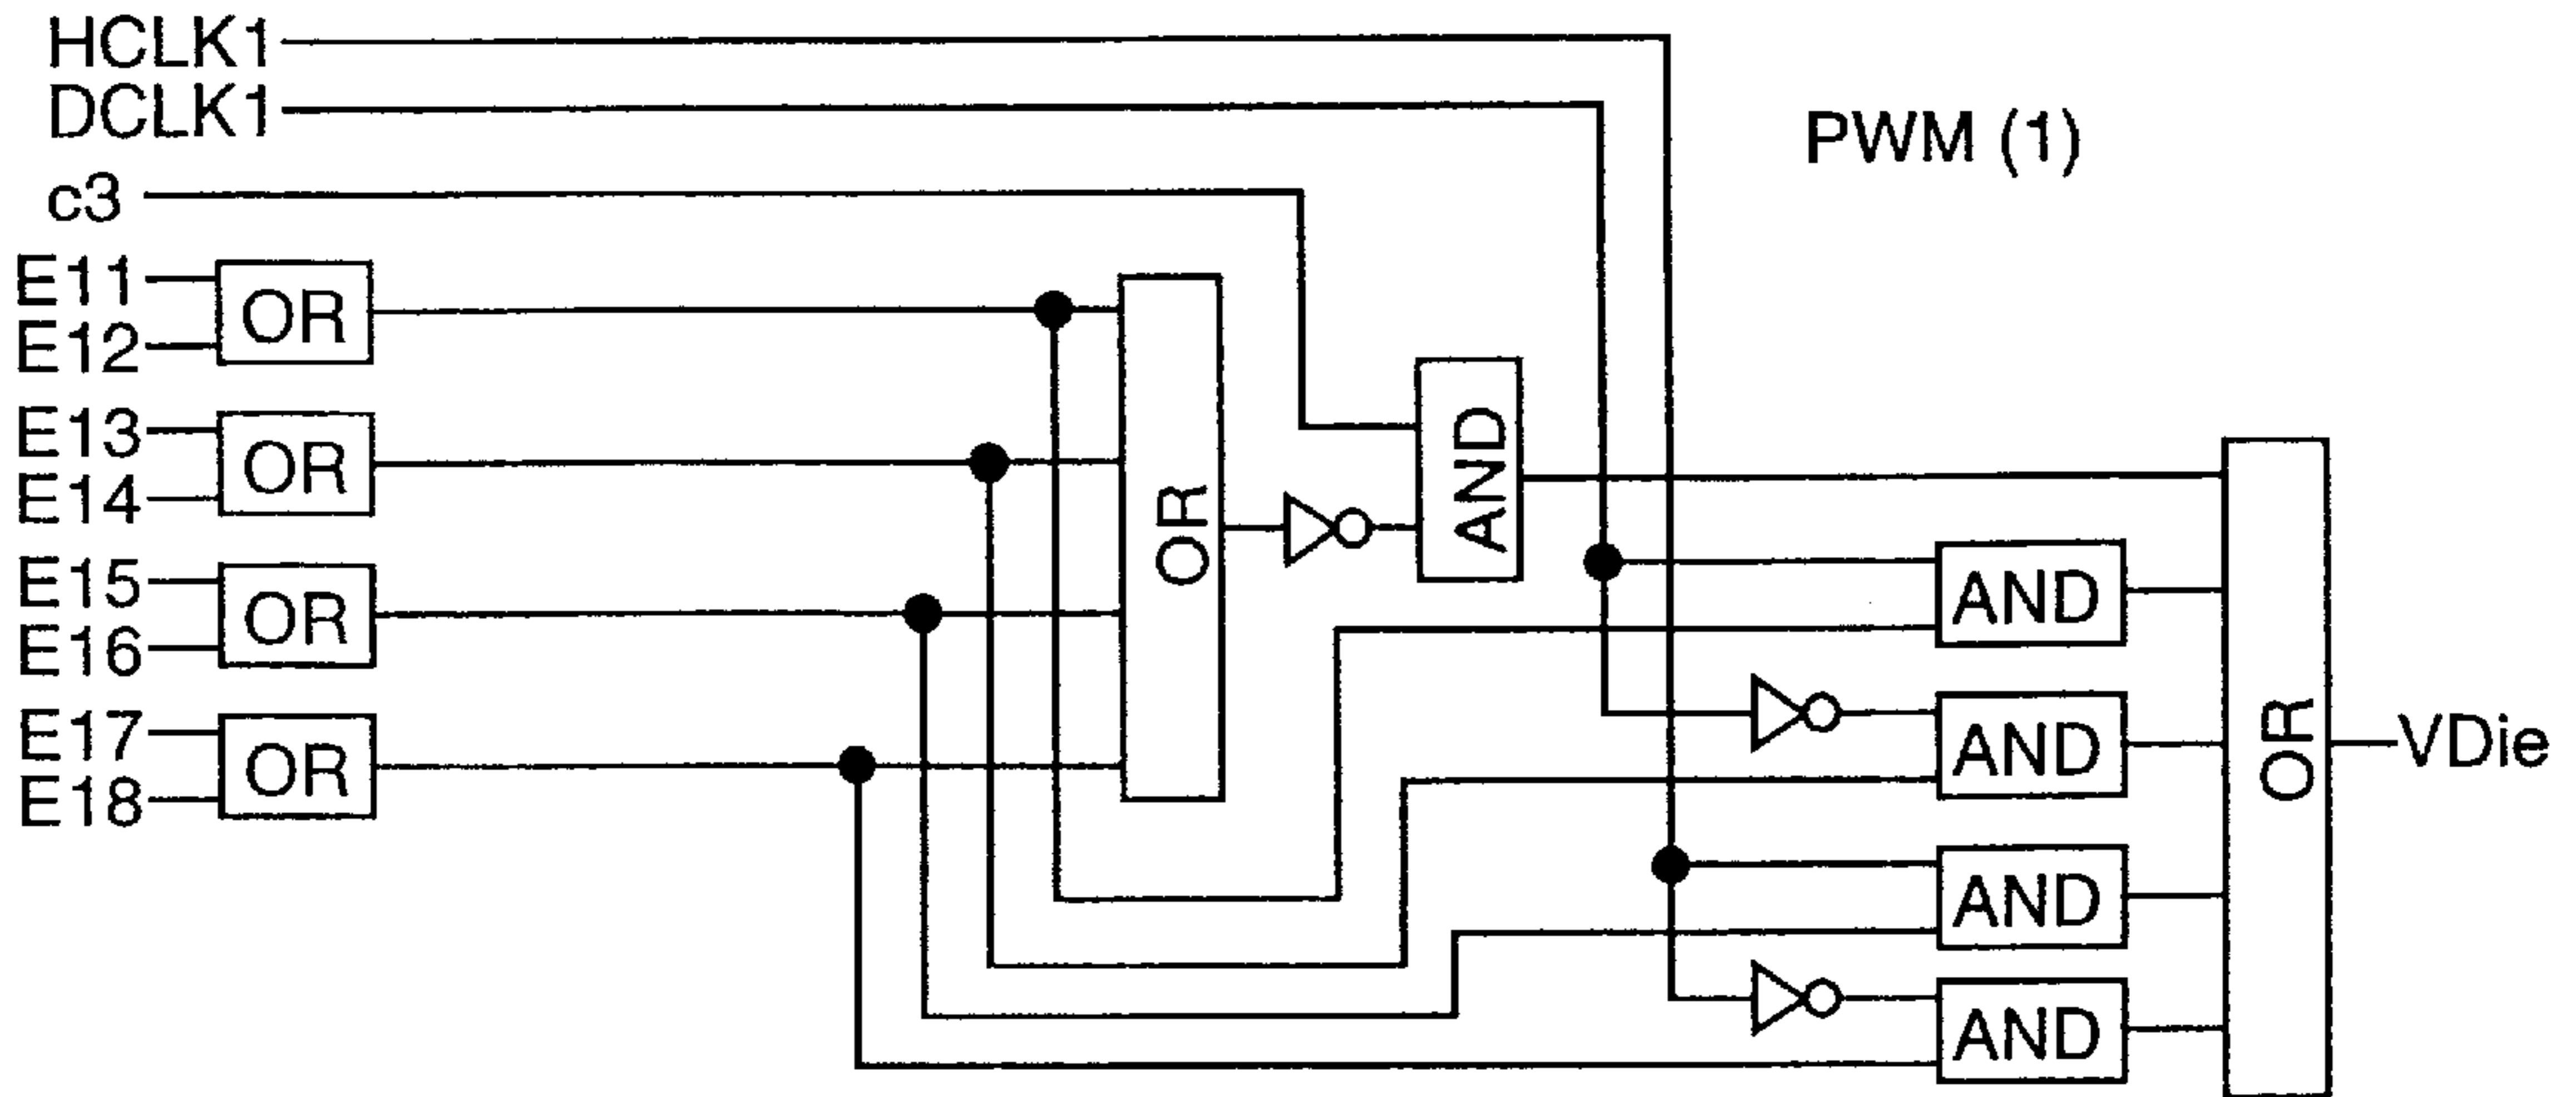 HCLK1
DCLK1
PWM (1)
c3
E11
OR
E12
E13
OR
E14
AND
OR
E15
OR
E16
AND
E17
OR
E18
AND
OR
VDie
AND
AND